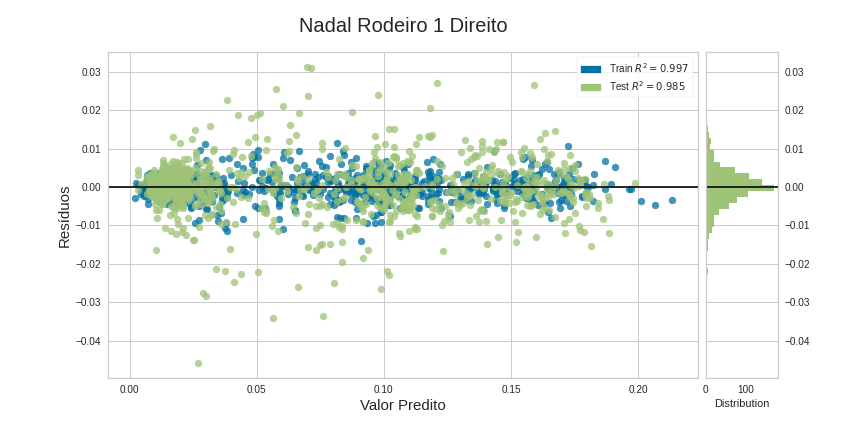 Nadal Rodeiro 1 Direito
Train R² = 0.997
Test R² = 0.985
0.03
0.02
0.01
0.00
−0.01
−0.02
−0.03
−0.04
Resíduos
0.00 0.05 0.10 0.15 0.20
Valor Predito
0.03
0.02
0.01
0.00
−0.01
−0.02
−0.03
−0.04
0 100
Distribution